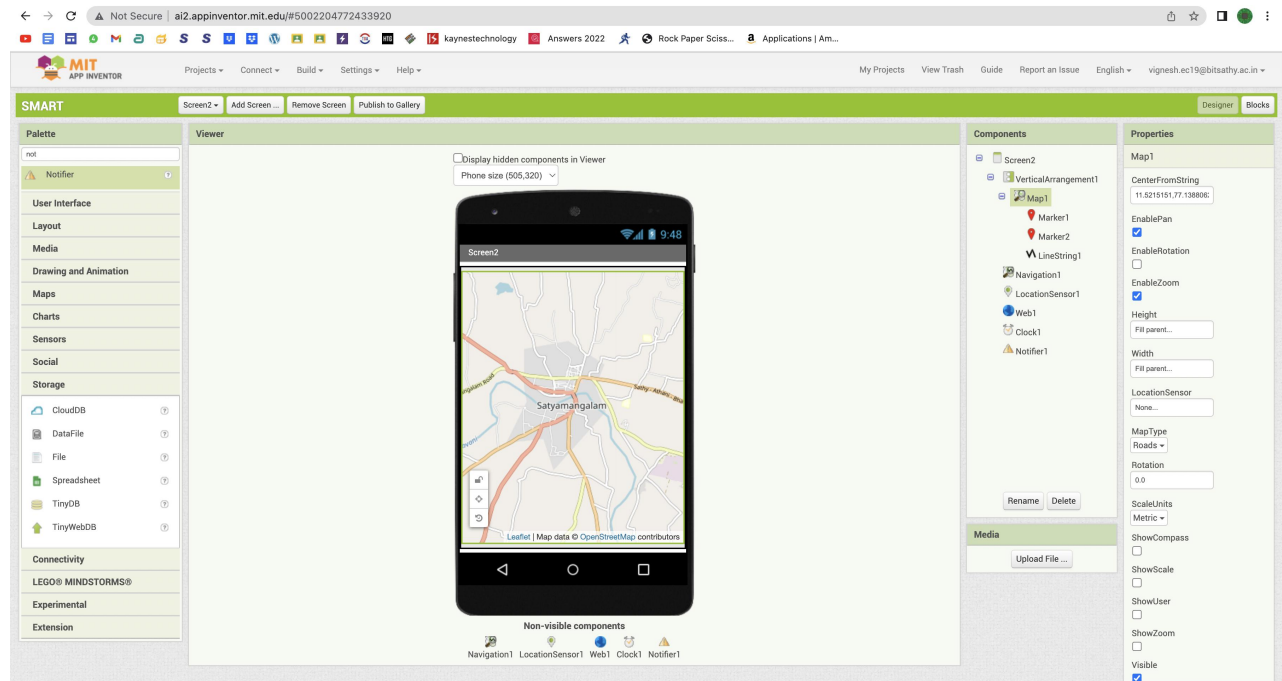 Not Secure | ai2.appinventor.mit.edu/#5002204772433920
kaynestechnology Answers 2022 Rock Paper Sciss... Applications | Am...
MIT
APP INVENTOR
Projects Connect Build Settings Help My Projects View Trash Guide Report an Issue English vignesh.ec19@bitsathy.ac.in
SMART Screen2 Add Screen ... Remove Screen Publish to Gallery Designer Blocks
Palette
not
Notifier
User Interface
Layout
Media
Drawing and Animation
Maps
Charts
Sensors
Social
Storage
CloudDB
DataFile
File
Spreadsheet
TinyDB
TinyWebDB
Connectivity
LEGO® MINDSTORMS®
Experimental
Extension
Viewer
Display hidden components in Viewer
Phone size (505,320)
9:48
Screen2
Satyamangalam
Leaflet | Map data © OpenStreetMap contributors
Non-visible components
Navigation1 LocationSensor1 Web1 Clock1 Notifier1
Components
Screen2
VerticalArrangement1
Map1
Marker1
Marker2
LineString1
Navigation1
LocationSensor1
Web1
Clock1
Notifier1
Rename Delete
Media
Upload File ...
Properties
Map1
CenterFromString
EnablePan
EnableRotation
EnableZoom
Height
Fill parent...
Width
Fill parent...
LocationSensor
None...
MapType
Roads
Rotation
0.0
ScaleUnits
Metric
ShowCompass
ShowScale
ShowUser
ShowZoom
Visible